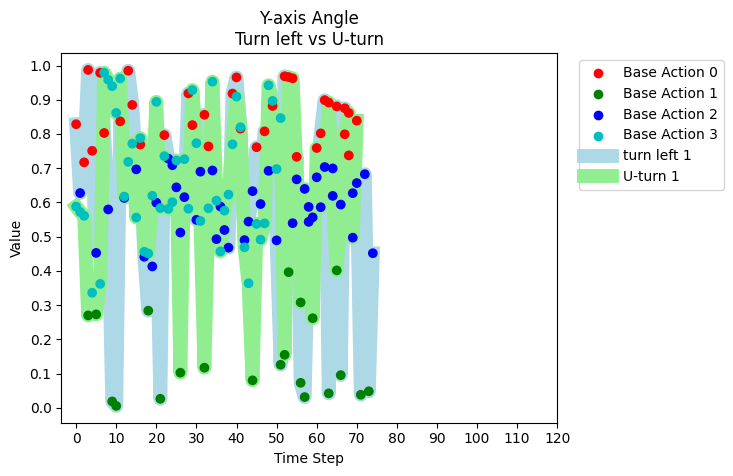 Y-axis Angle
Turn left vs U-turn
1.0
0.9
0.8
0.7
0.6
0.5
0.4
0.3
0.2
0.1
0.0
Value
0 10 20 30 40 50 60 70 80 90 100 110 120
Time Step
Base Action 0
Base Action 1
Base Action 2
Base Action 3
turn left 1
U-turn 1